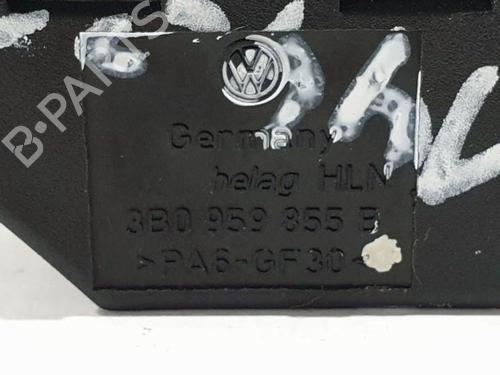 B-PARTS
Germany
helag HLN
3B0 959 855 B
>PA6-GF30<